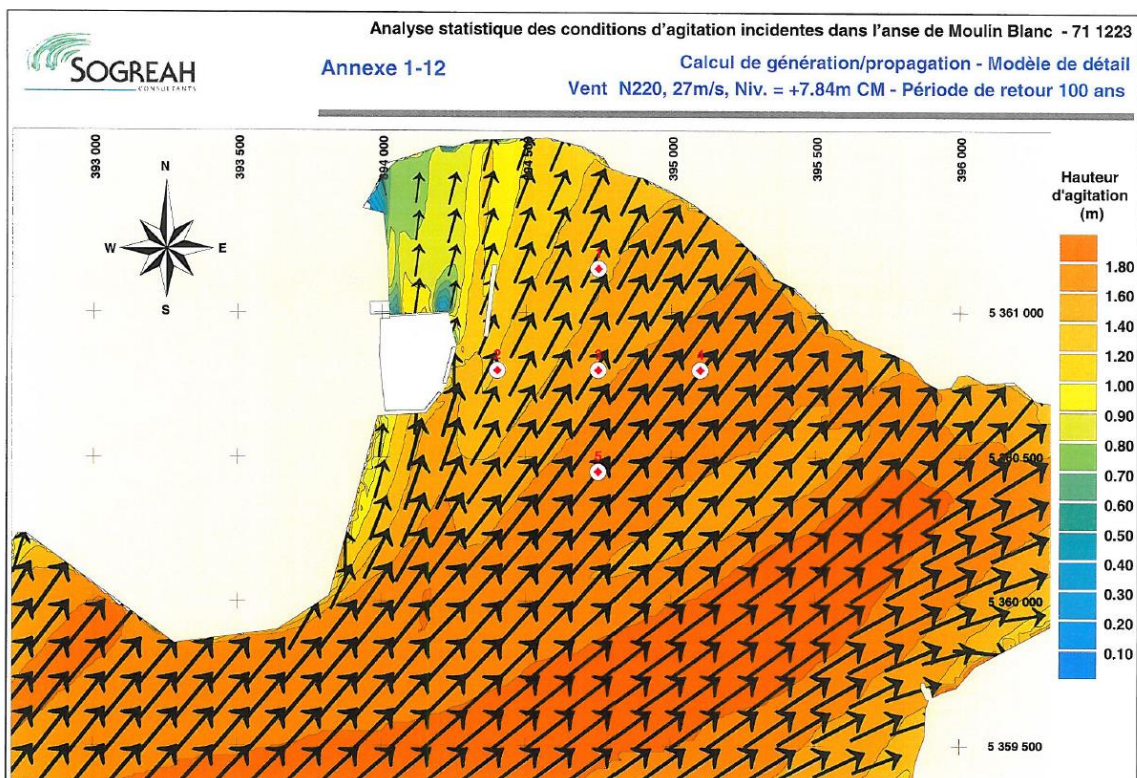 Analyse statistique des conditions d'agitation incidentes dans l'anse de Moulin Blanc - 71 1223
SOGREAH
CONSULTANTS
Annexe 1-12
Calcul de génération/propagation - Modèle de détail
Vent N220, 27m/s, Niv. = +7.84m CM - Période de retour 100 ans
393 000
393 500
394 000
394 500
395 000
395 500
396 000
N
W
E
S
Hauteur
d'agitation
(m)
1.80
1.60
1.40
1.20
1.00
0.90
0.80
0.70
0.60
0.50
0.40
0.30
0.20
0.10
5 361 000
2
3
4
5 360 500
5
5 360 000
5 359 500